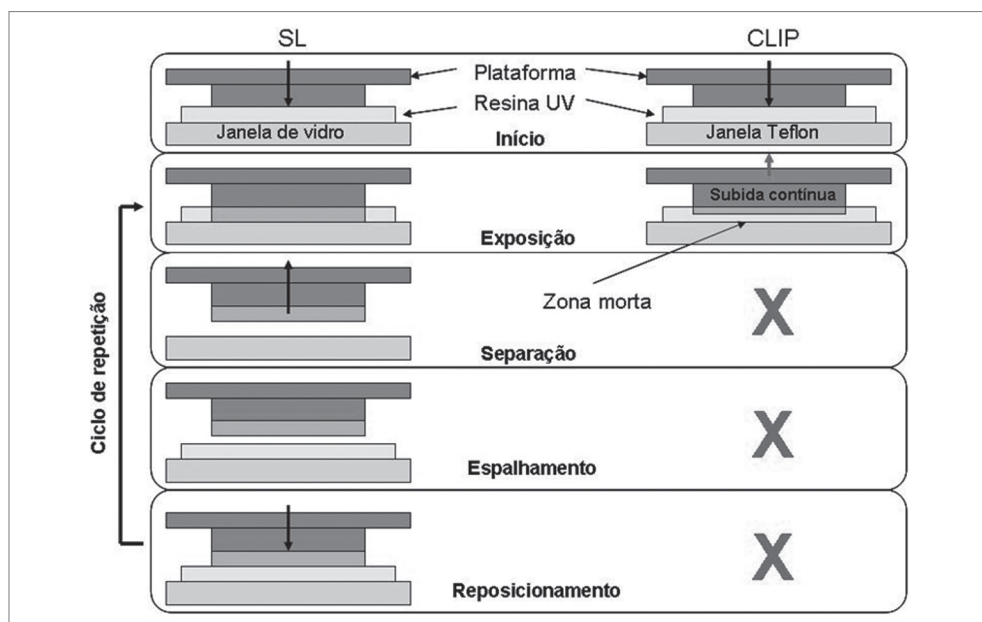 SL
CLIP
Plataforma
Resina UV
Janela de vidro
Janela Teflon
Início
Subida contínua
Exposição
Zona morta
X
Separação
X
Espalhamento
X
Reposicionamento
Ciclo de repetição